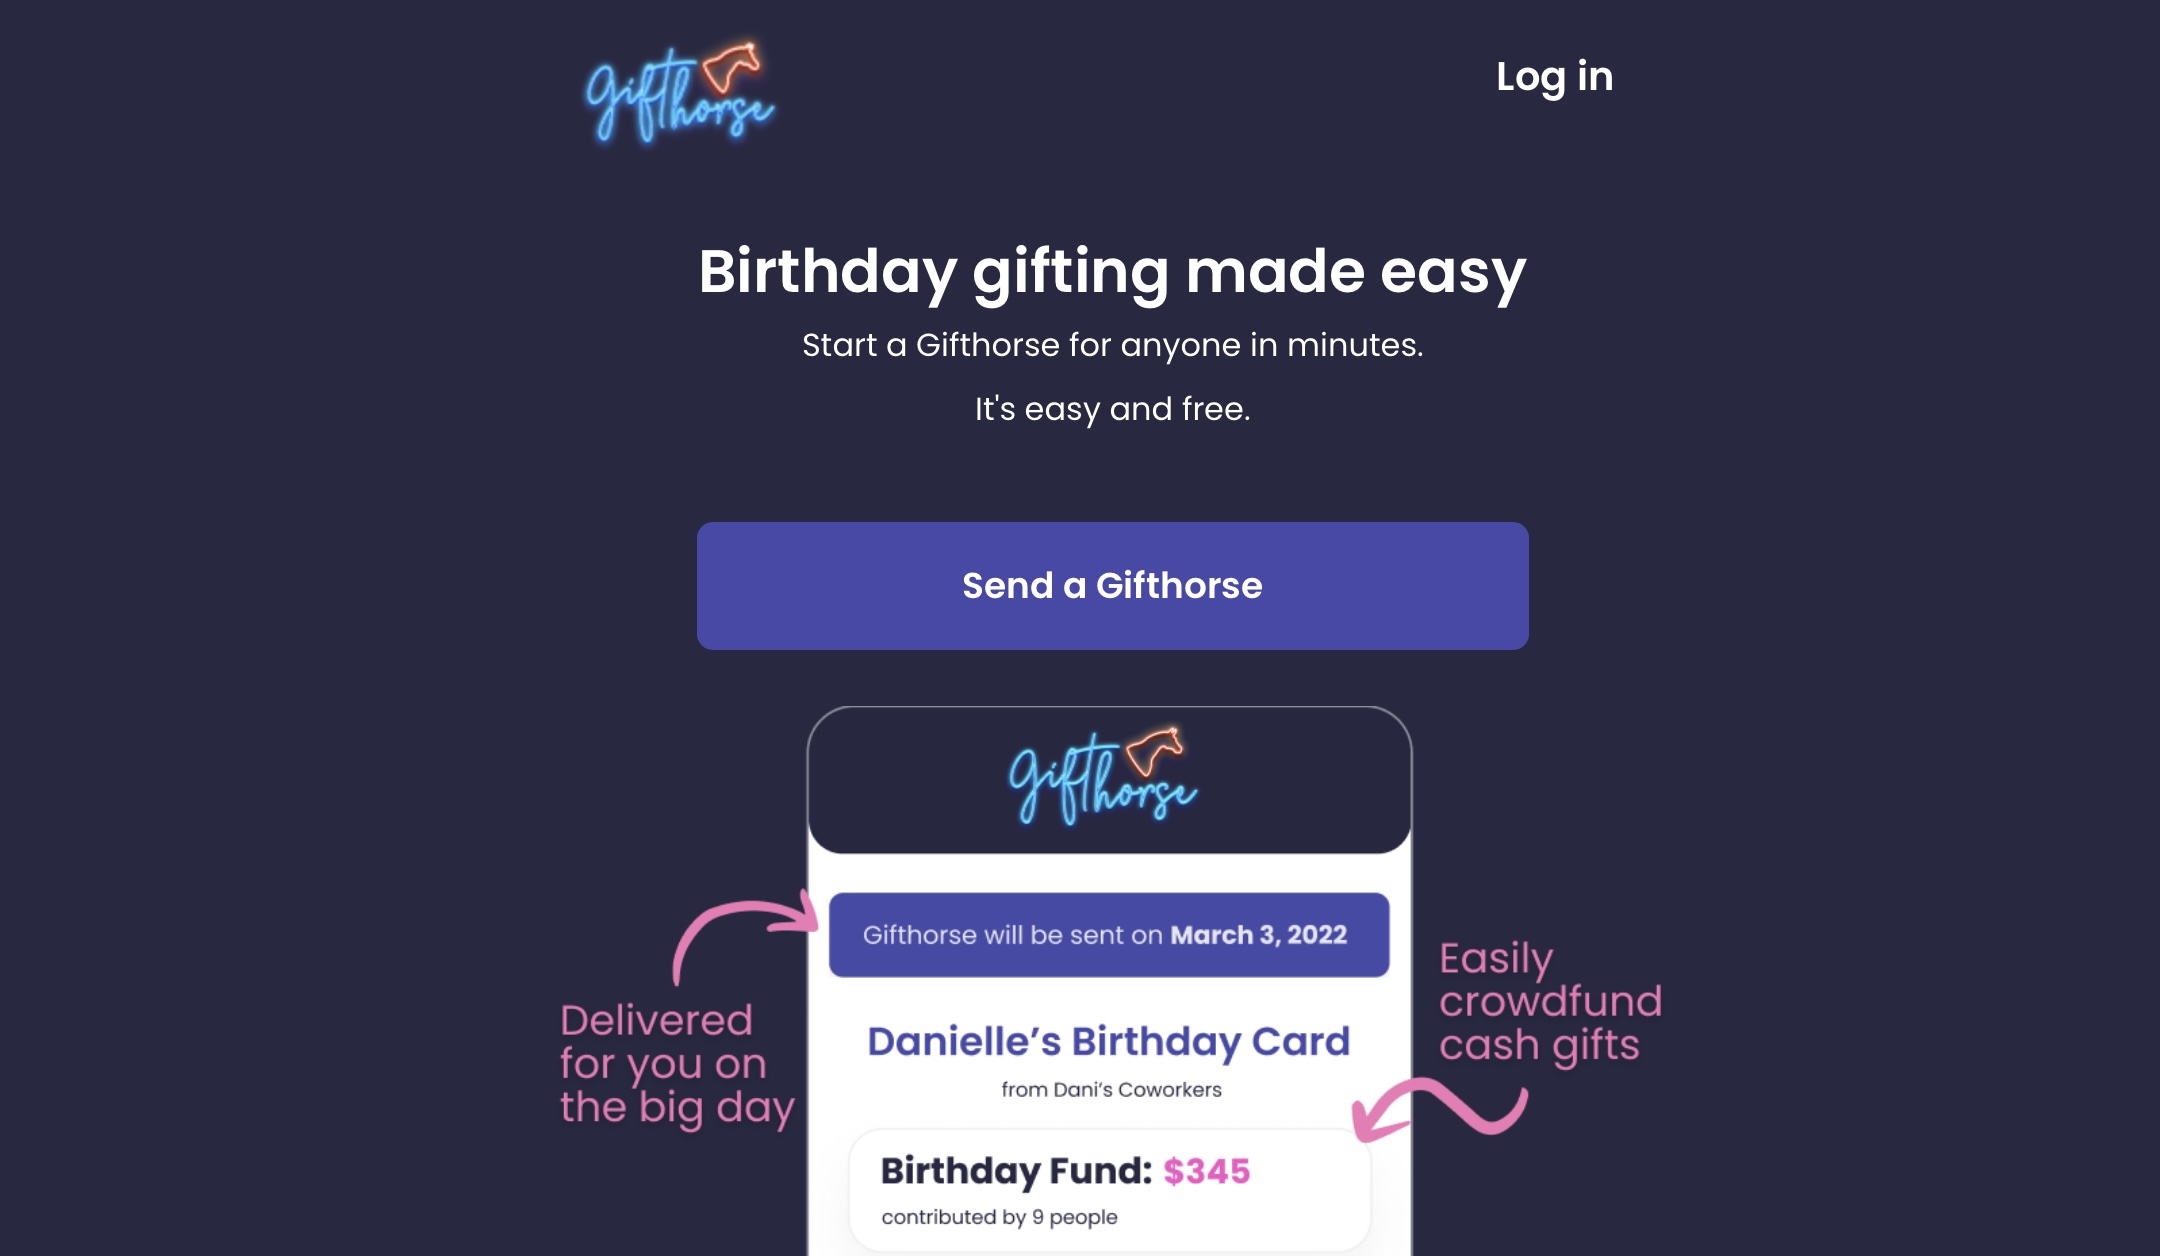 gifthorse
Log in
Birthday gifting made easy
Start a Gifthorse for anyone in minutes.
It's easy and free.
Send a Gifthorse
gifthorse
Gifthorse will be sent on March 3, 2022
Delivered
for you on
the big day
Easily
crowdfund
cash gifts
Danielle’s Birthday Card
from Dani’s Coworkers
Birthday Fund: $345
contributed by 9 people